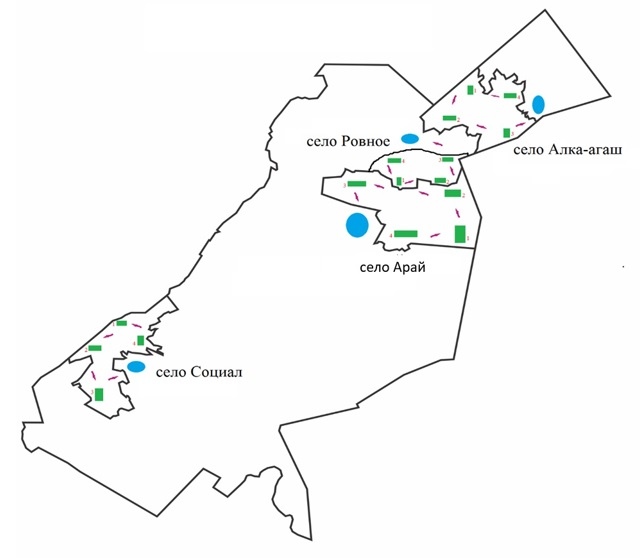 село Ровное
село Алка-агаш
село Арай
село Социал